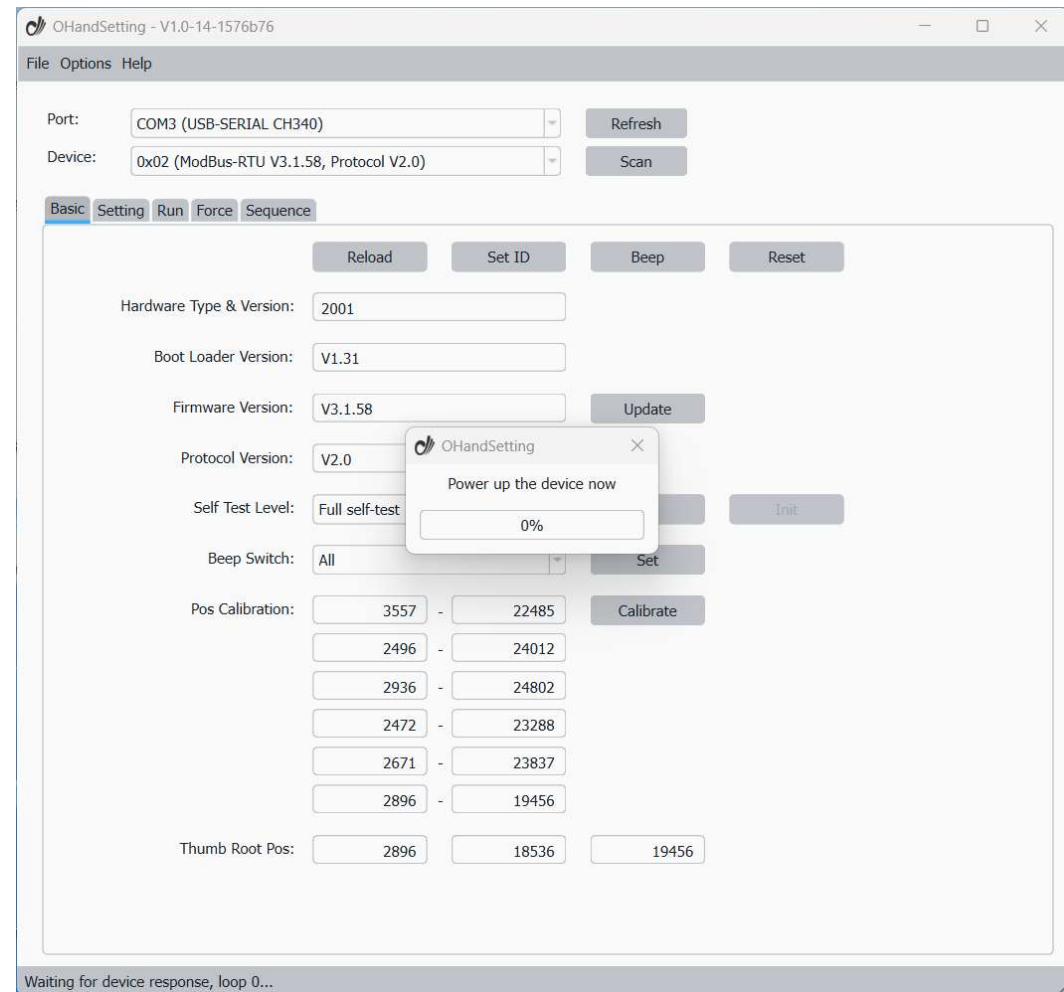 OHandSetting - V1.0-14-1576b76
File Options Help
Port: COM3 (USB-SERIAL CH340) Refresh
Device: 0x02 (ModBus-RTU V3.1.58, Protocol V2.0) Scan
Basic Setting Run Force Sequence
Reload Set ID Beep Reset
Hardware Type & Version: 2001
Boot Loader Version: V1.31
Firmware Version: V3.1.58 Update
OHandSetting
Protocol Version: V2.0
Power up the device now
Self Test Level: Full self-test Init
0%
Beep Switch: All Set
Pos Calibration: 3557 - 22485 Calibrate
2496 - 24012
2936 - 24802
2472 - 23288
2671 - 23837
2896 - 19456
Thumb Root Pos: 2896 18536 19456
Waiting for device response, loop 0...